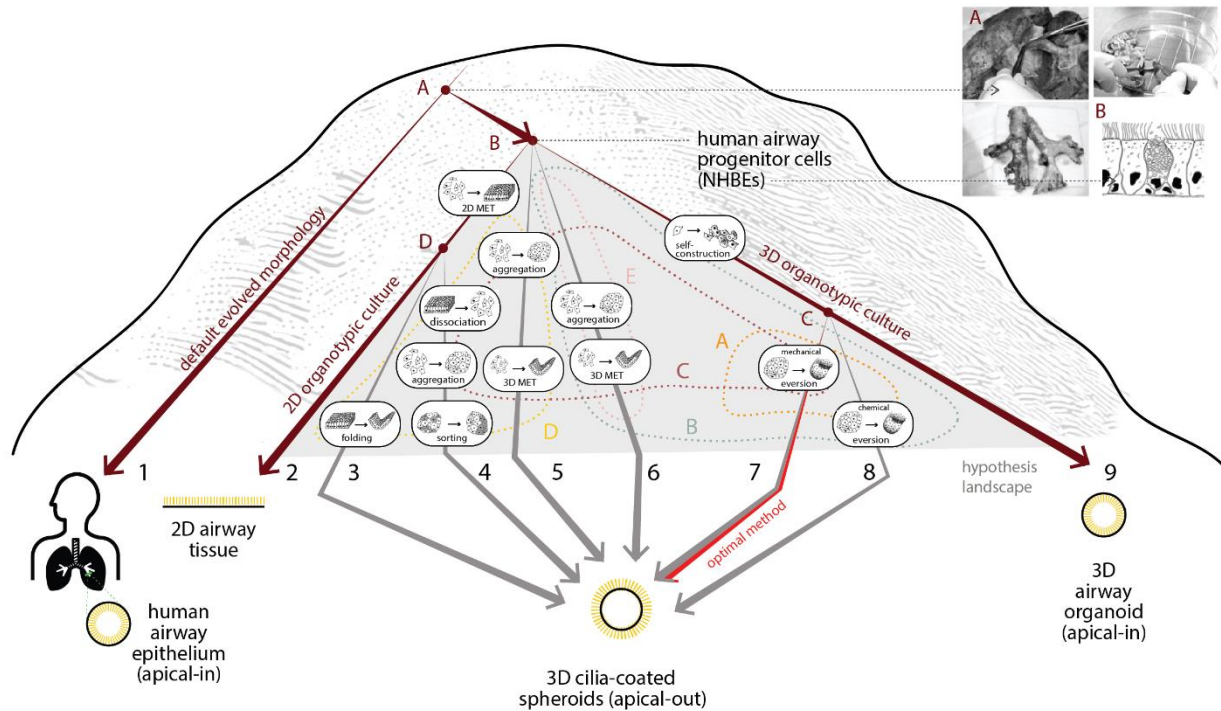 A
B
A
B
human airway
progenitor cells
(NHBEs)
default evolved morphology
2D organotypic culture
3D organotypic culture
2D MET
D
self-
construction
aggregation
E
dissociation
aggregation
C
A
mechanical
eversion
aggregation
3D MET
3D MET
C
chemical
eversion
folding
sorting
D
B
1
2
3
4
5
6
7
8
hypothesis
landscape
9
optimal method
2D airway
tissue
human
airway
epithelium
(apical-in)
3D cilia-coated
spheroids (apical-out)
3D
airway
organoid
(apical-in)